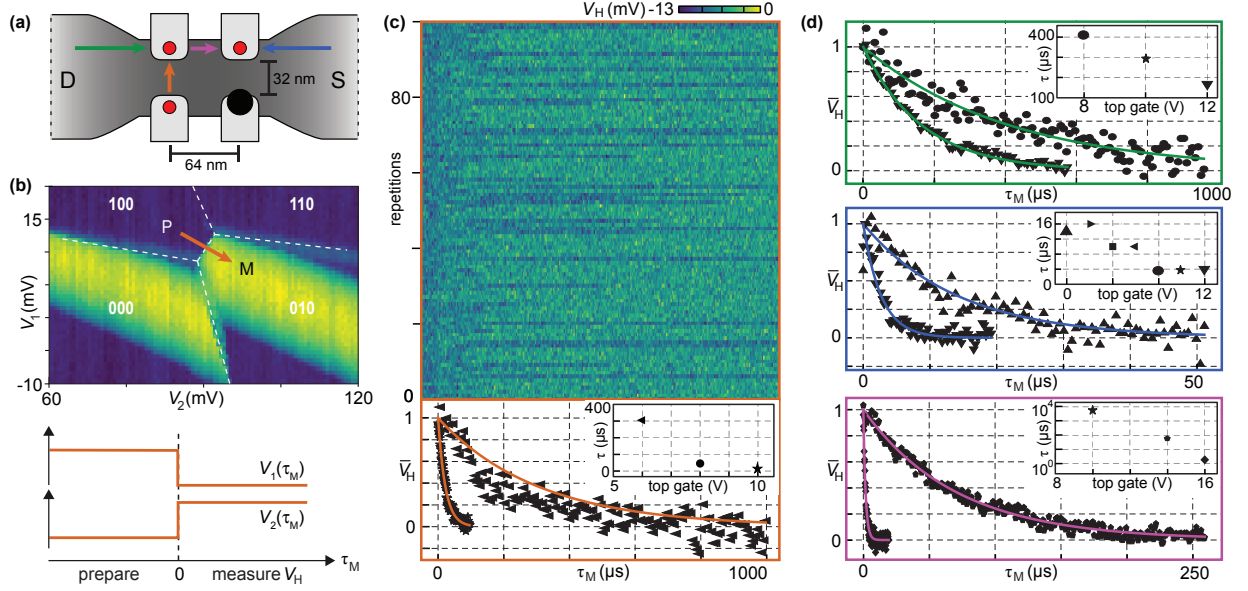 (a)
D
S
32 nm
64 nm
(b)
100
110
P
M
000
010
15
V₁(mV)
-10
60
V₂(mV)
120
V₁(τM)
V₂(τM)
prepare
0
measure VH
τM
(c)
VH (mV) -13
0
80
repetitions
0
1
V̄H
0
400
τ (μs)
0
5
top gate (V)
10
0
τM (μs)
1000
(d)
1
V̄H
0
400
τ (μs)
100
8
top gate (V)
12
0
τM (μs)
1000
1
V̄H
0
16
τ (μs)
0
0
top gate (V)
12
0
τM (μs)
50
1
V̄H
0
10⁴
τ (μs)
10⁰
8
top gate (V)
16
0
τM (μs)
250